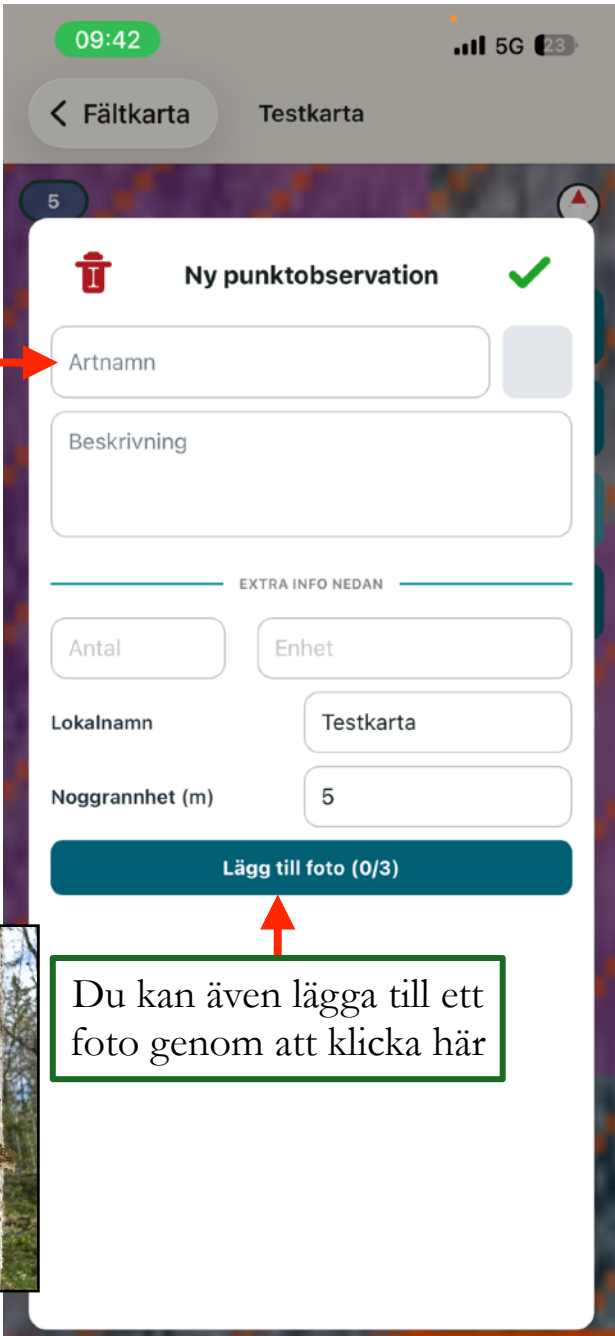 09:42
5G 23
Fältkarta Testkarta
5
Ny punktobservation
Artnamn
Beskrivning
EXTRA INFO NEDAN
Antal Enhet
Lokalnamn Testkarta
Noggrannhet (m) 5
Lägg till foto (0/3)
Du kan även lägga till ett
foto genom att klicka här